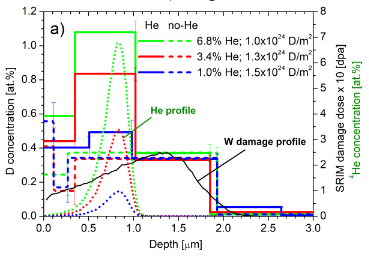 a)
He no-He
6.8% He; 1.0x10²⁴ D/m²
3.4% He; 1.3x10²⁴ D/m²
1.0% He; 1.5x10²⁴ D/m²
He profile
W damage profile
D concentration [at.%]
1.2
1.0
0.8
0.6
0.4
0.2
0.0
8
7
6
5
4
3
2
1
0
SRIM damage dose x 10 [dpa]
⁴He concentration [at.%]
0.0 0.5 1.0 1.5 2.0 2.5 3.0
Depth [μm]